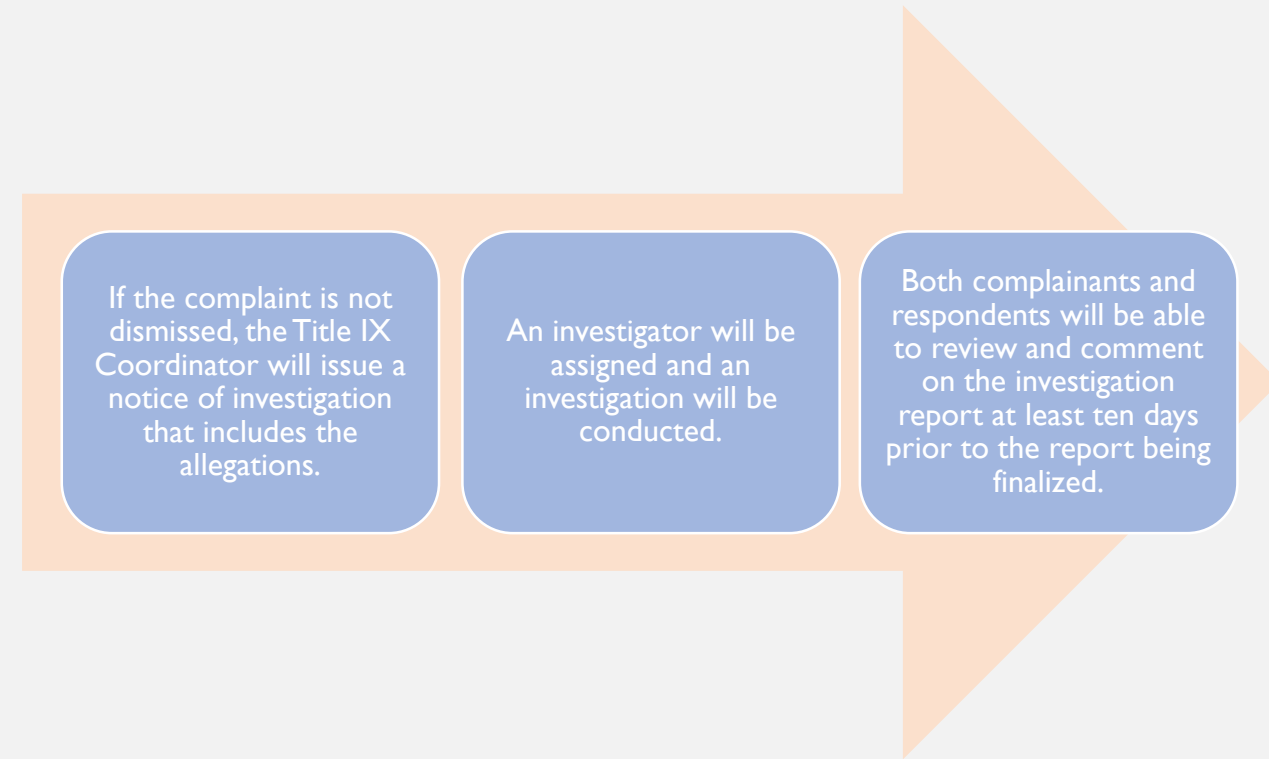 If the complaint is not
dismissed, the Title IX
Coordinator will issue a
notice of investigation
that includes the
allegations.
An investigator will be
assigned and an
investigation will be
conducted.
Both complainants and
respondents will be able
to review and comment
on the investigation
report at least ten days
prior to the report being
finalized.